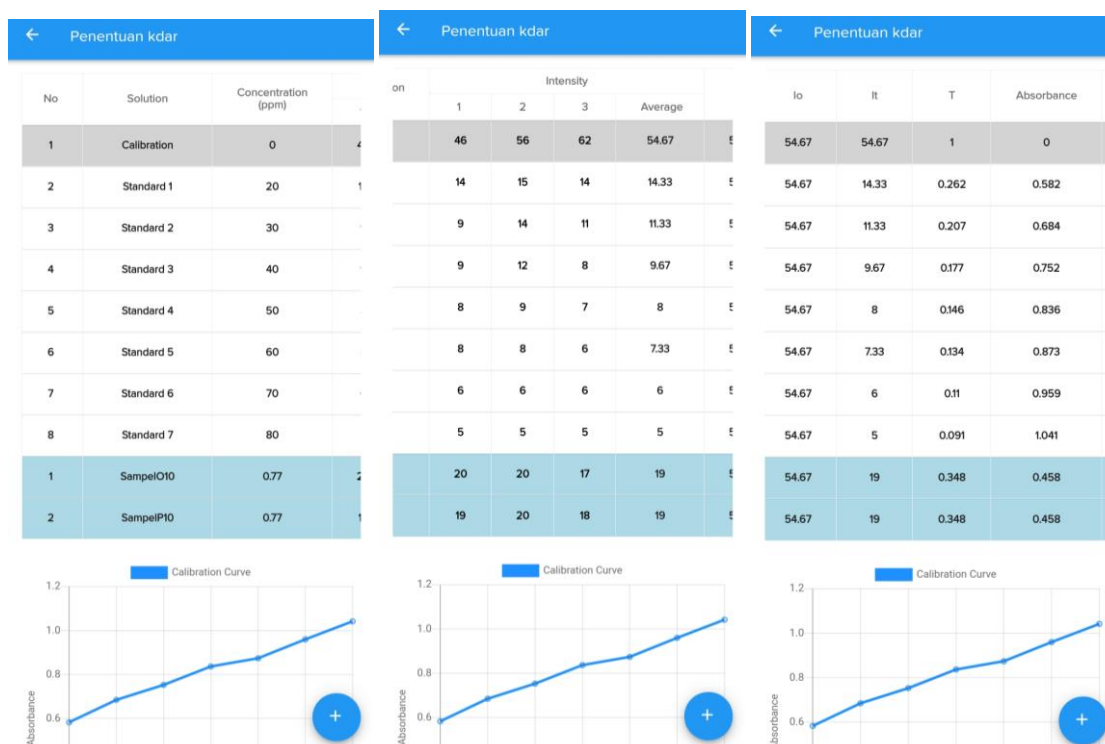 Penentuan kdar
No Solution Concentration (ppm)
1 Calibration 0
2 Standard 1 20
3 Standard 2 30
4 Standard 3 40
5 Standard 4 50
6 Standard 5 60
7 Standard 6 70
8 Standard 7 80
1 SampelO10 0.77
2 SampelP10 0.77
Calibration Curve
1.2
1.0
0.8
0.6
Absorbance
+
Penentuan kdar
on Intensity
1 2 3 Average
46 56 62 54.67
14 15 14 14.33
9 14 11 11.33
9 12 8 9.67
8 9 7 8
8 8 6 7.33
6 6 6 6
5 5 5 5
20 20 17 19
19 20 18 19
Calibration Curve
1.2
1.0
0.8
0.6
Absorbance
+
Penentuan kdar
Io It T Absorbance
54.67 54.67 1 0
54.67 14.33 0.262 0.582
54.67 11.33 0.207 0.684
54.67 9.67 0.177 0.752
54.67 8 0.146 0.836
54.67 7.33 0.134 0.873
54.67 6 0.11 0.959
54.67 5 0.091 1.041
54.67 19 0.348 0.458
54.67 19 0.348 0.458
Calibration Curve
1.2
1.0
0.8
0.6
bsorbance
+